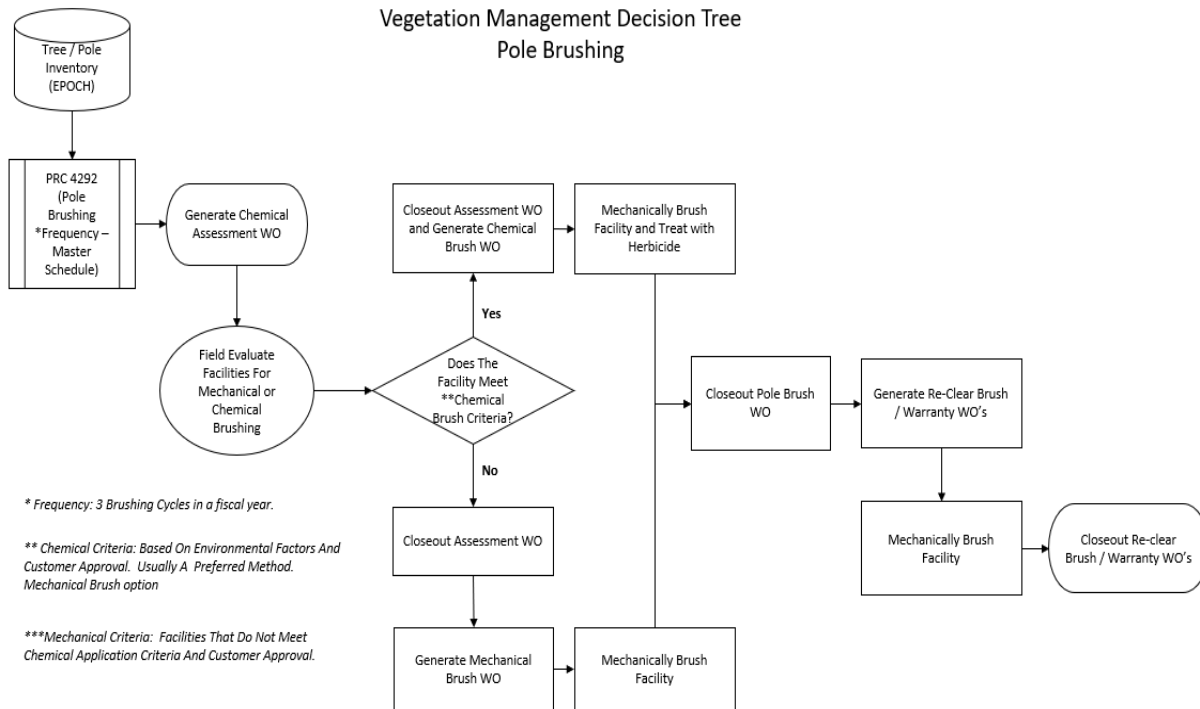 Vegetation Management Decision Tree
Pole Brushing
Tree / Pole
Inventory
(EPOCH)
PRC 4292
(Pole
Brushing
*Frequency –
Master
Schedule)
Generate Chemical
Assessment WO
Field Evaluate
Facilities For
Mechanical or
Chemical
Brushing
Does The
Facility Meet
**Chemical
Brush Criteria?
Yes
Closeout Assessment WO
and Generate Chemical
Brush WO
Mechanically Brush
Facility and Treat with
Herbicide
No
Closeout Assessment WO
Generate Mechanical
Brush WO
Mechanically Brush
Facility
Closeout Pole Brush
WO
Generate Re-Clear Brush
/ Warranty WO's
Mechanically Brush
Facility
Closeout Re-clear
Brush / Warranty WO's
* Frequency: 3 Brushing Cycles in a fiscal year.
** Chemical Criteria: Based On Environmental Factors And
Customer Approval. Usually A Preferred Method.
Mechanical Brush option
***Mechanical Criteria: Facilities That Do Not Meet
Chemical Application Criteria And Customer Approval.